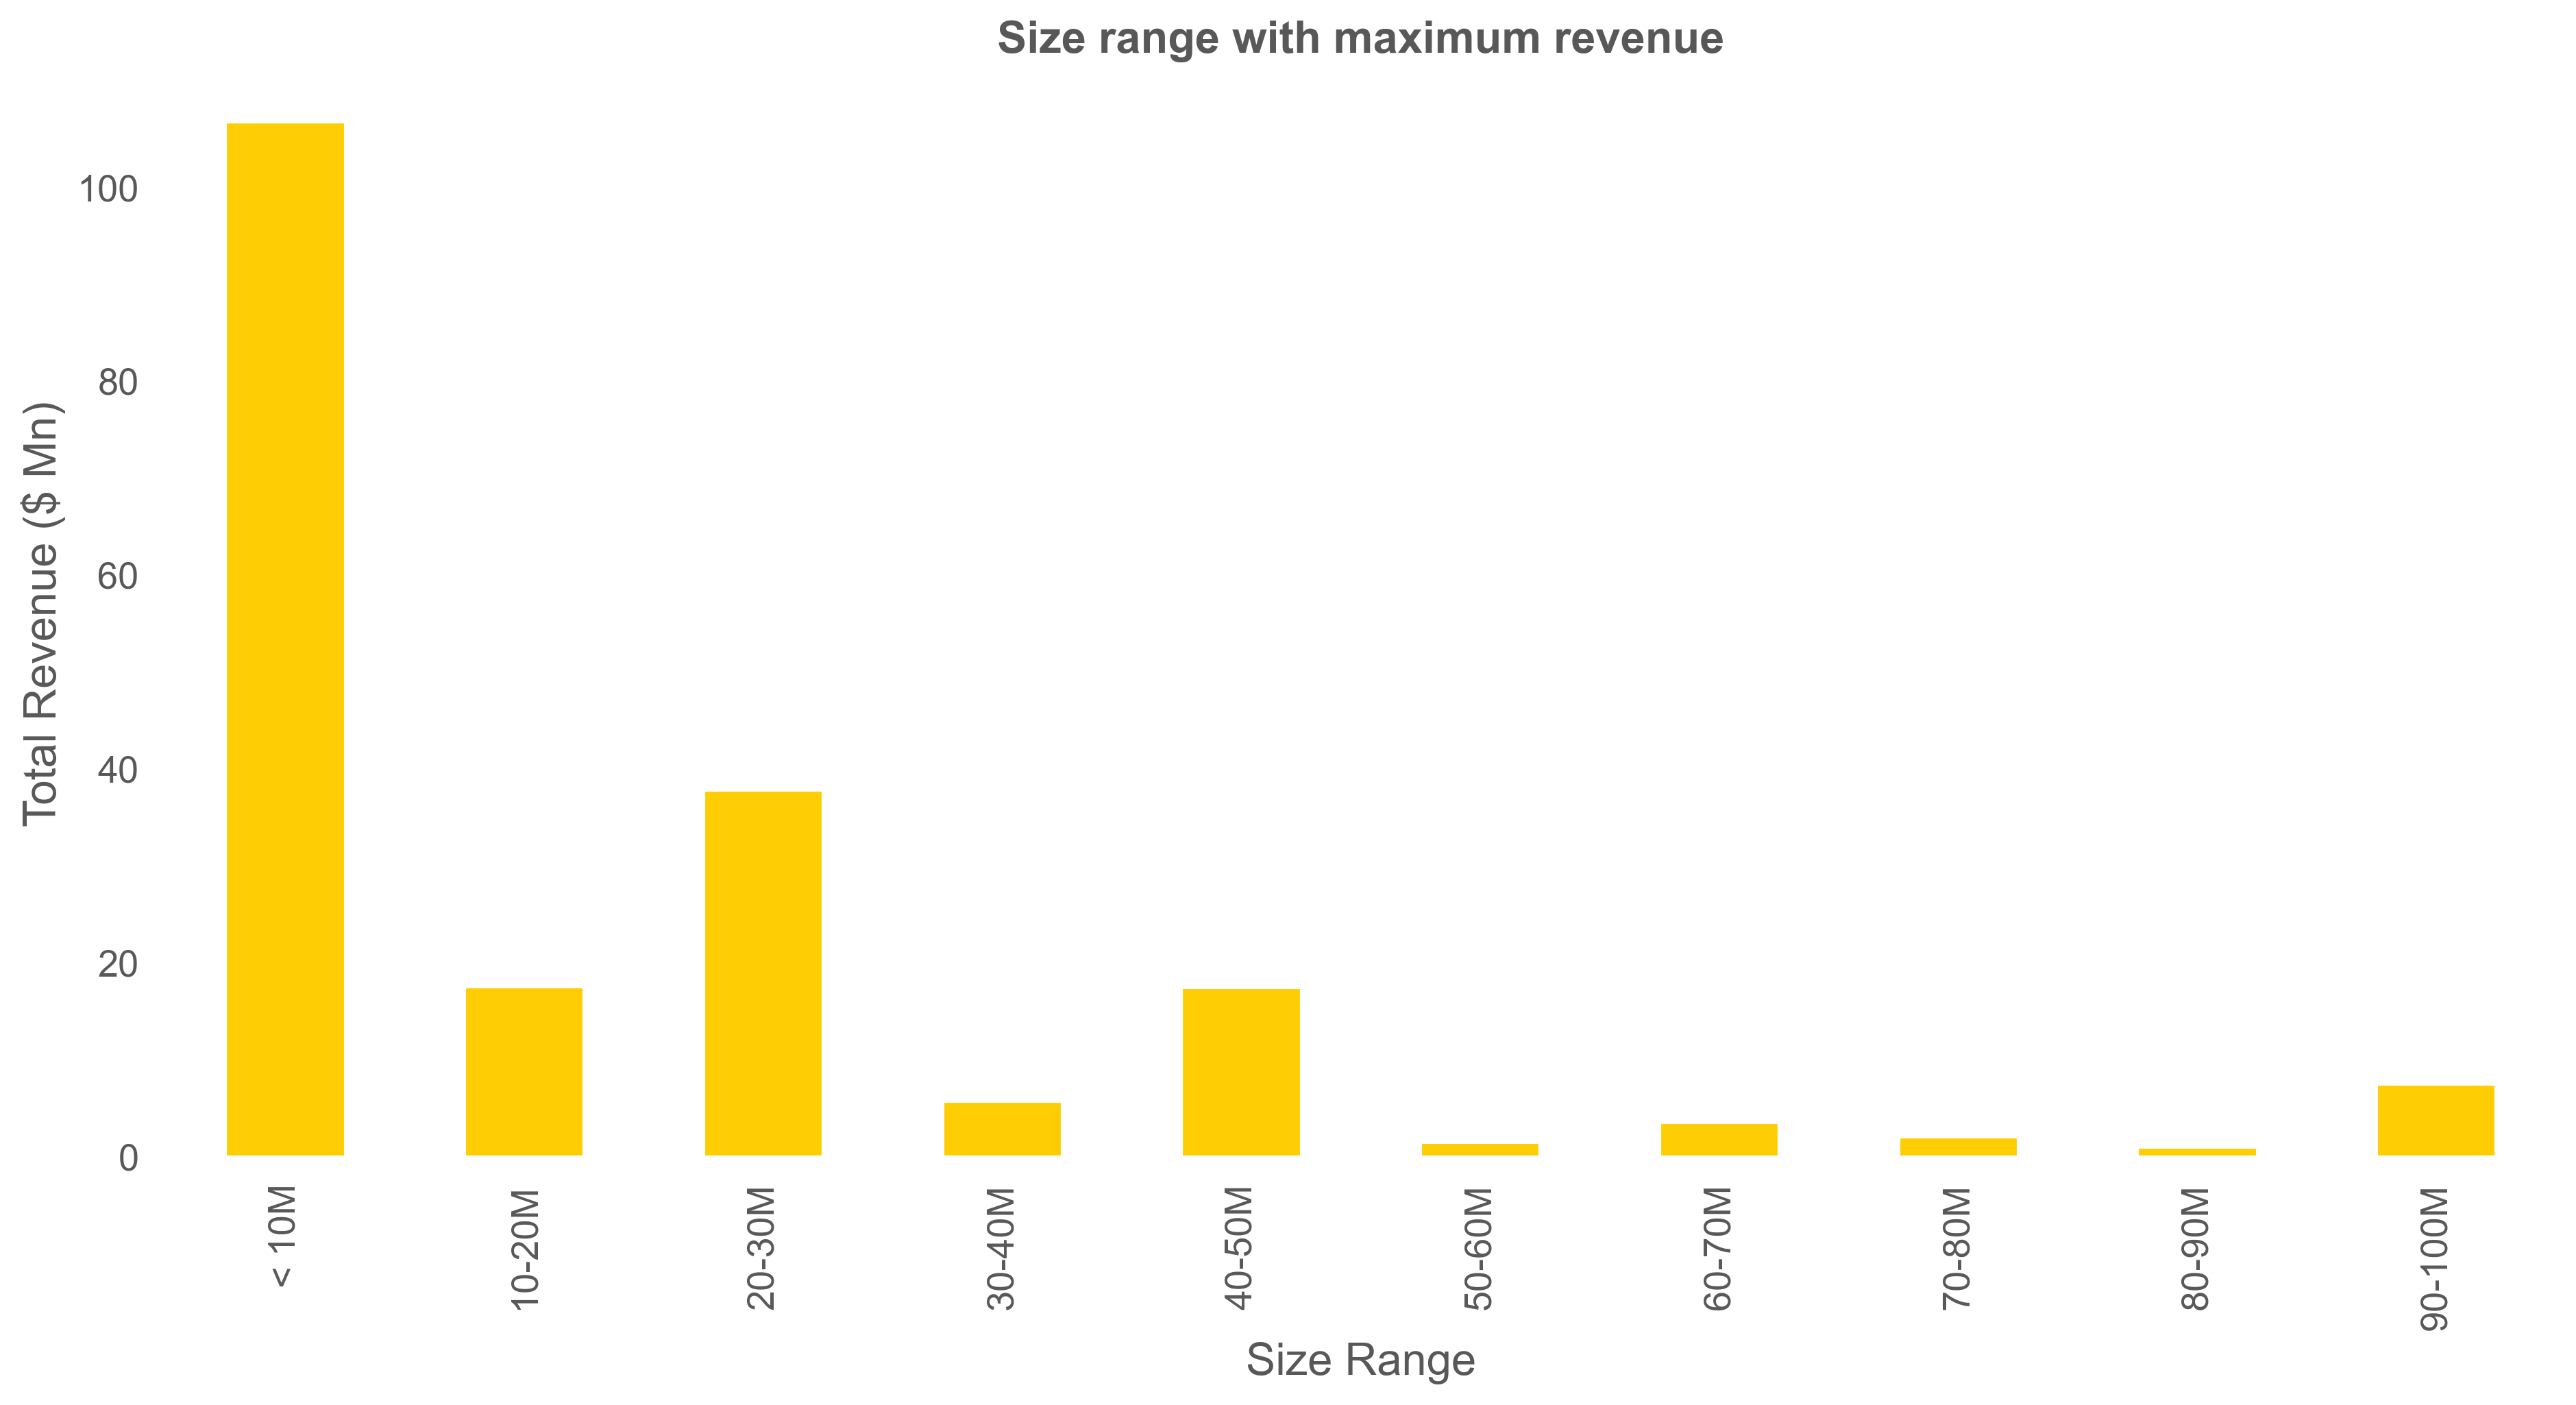 Size range with maximum revenue
Total Revenue ($ Mn)
100
80
60
40
20
0
< 10M
10-20M
20-30M
30-40M
40-50M
50-60M
60-70M
70-80M
80-90M
90-100M
Size Range